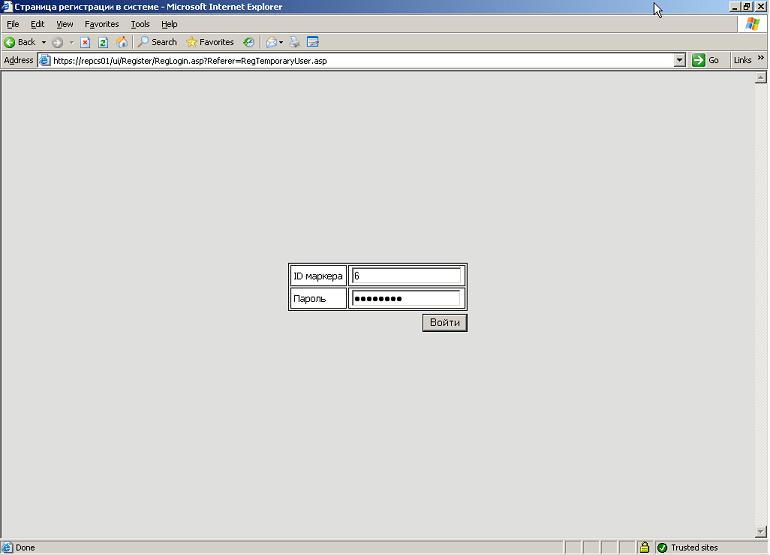 Страница регистрации в системе - Microsoft Internet Explorer
File Edit View Favorites Tools Help
Back Search Favorites
Address https://repcs01/ui/Register/RegLogin.asp?Referer=RegTemporaryUser.asp Go Links »
ID маркера 6
Пароль ●●●●●●●●
Войти
Done Trusted sites